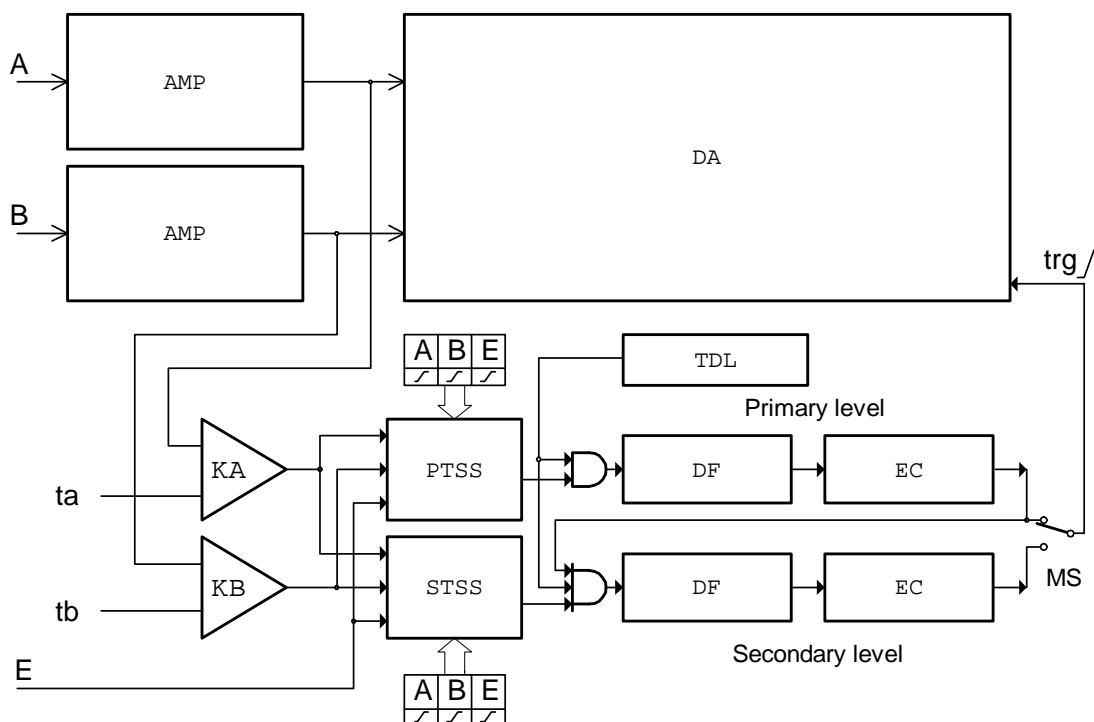 A
AMP
DA
B
AMP
trg
A B E
TDL
Primary level
KA
PTSS
DF
EC
ta
KB
STSS
DF
EC
MS
tb
Secondary level
E
A B E